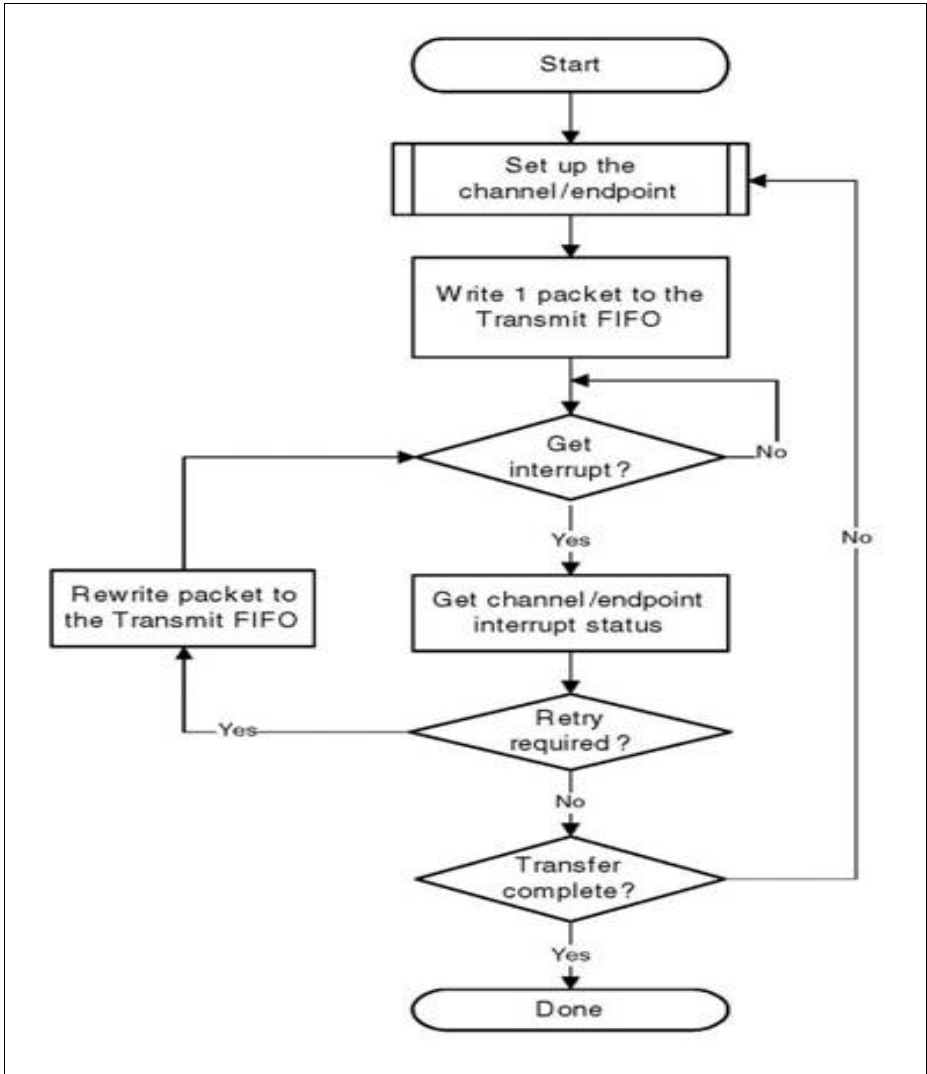 Start
Set up the
channel/endpoint
Write 1 packet to the
Transmit FIFO
Get
interrupt?
No
Yes
No
Rewrite packet to
the Transmit FIFO
Get channel/endpoint
interrupt status
Retry
required?
Yes
No
Transfer
complete?
Yes
Done